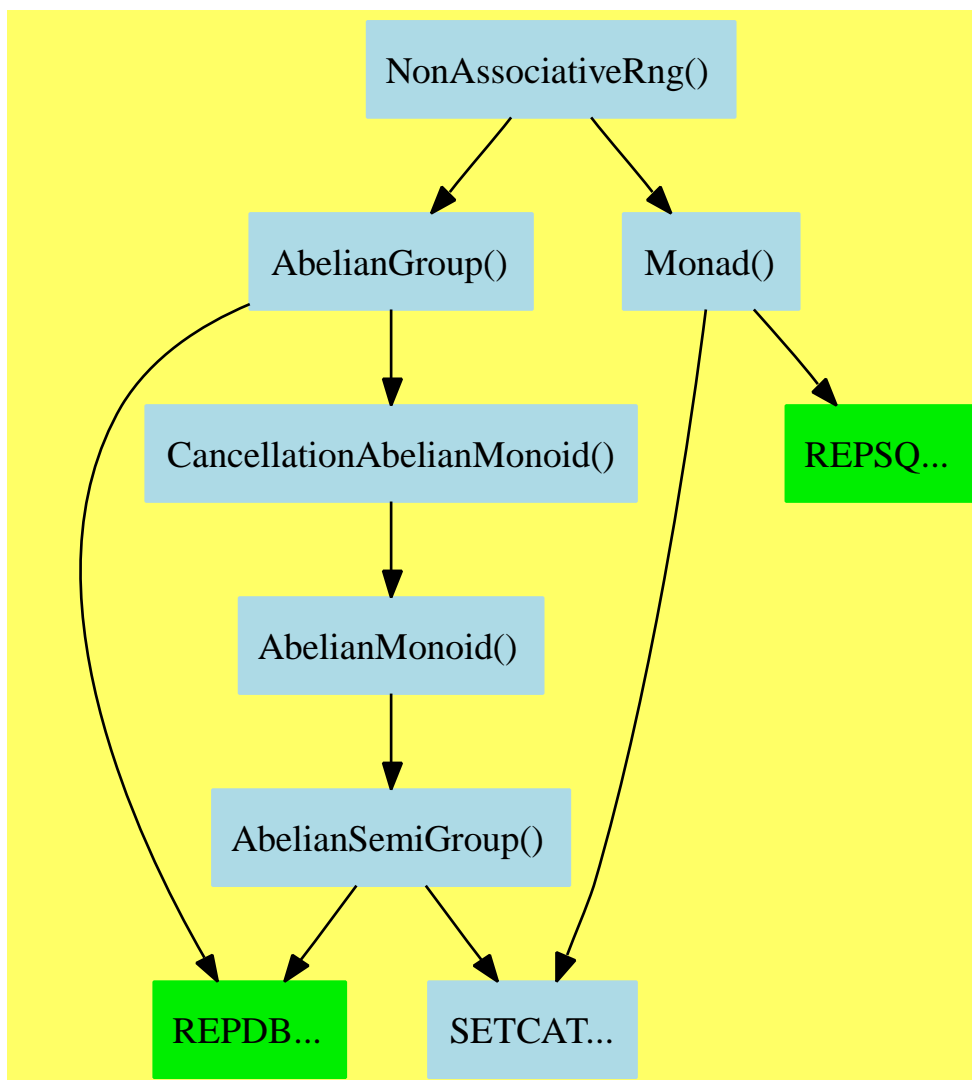 NonAssociativeRng()
AbelianGroup()
Monad()
CancellationAbelianMonoid()
REPSQ...
AbelianMonoid()
AbelianSemiGroup()
REPDB...
SETCAT...